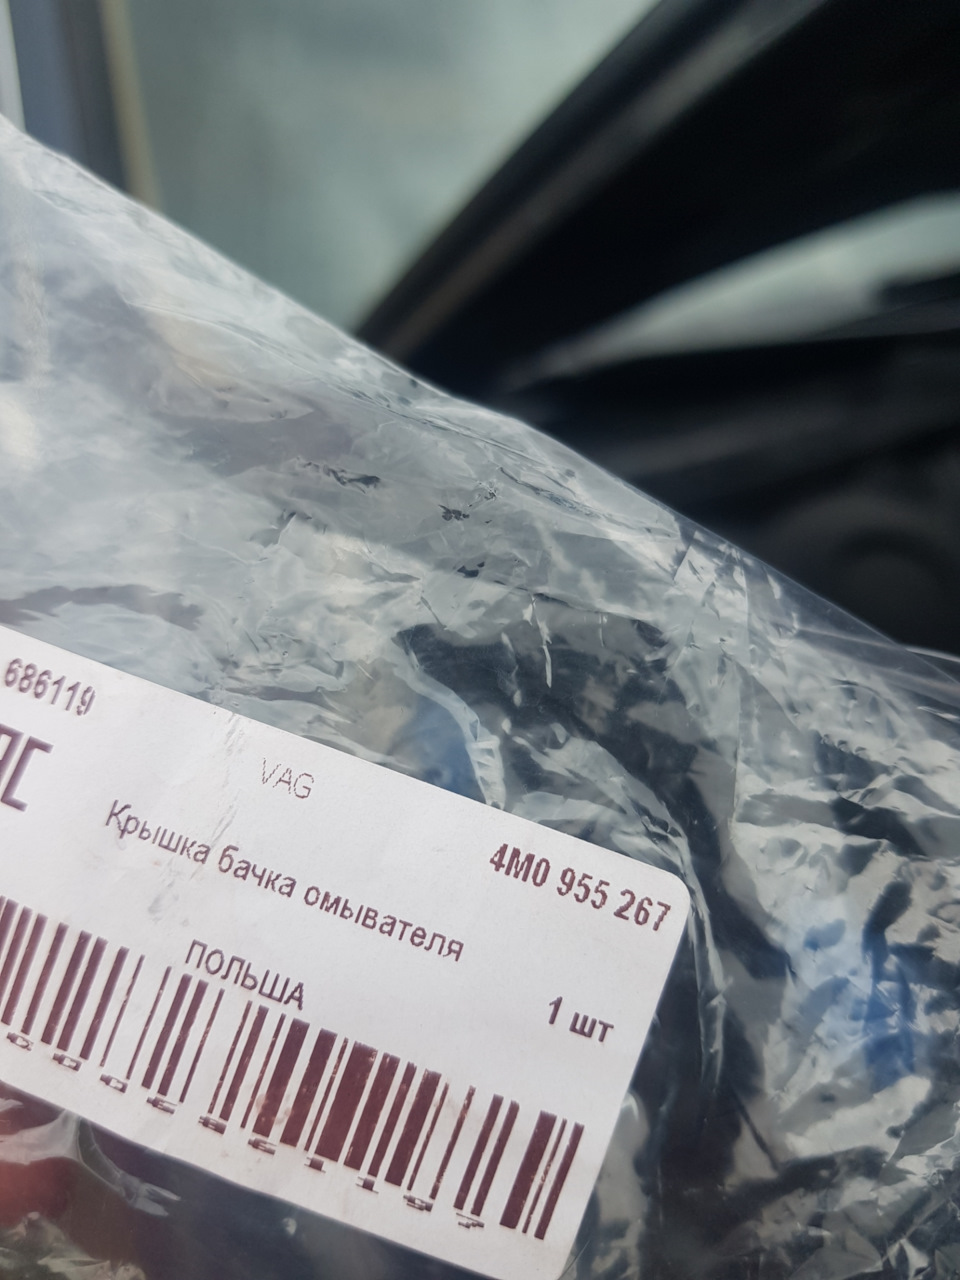 686119
VAG
4M0 955 267
Крышка бачка омывателя
ПОЛЬША
1 шт